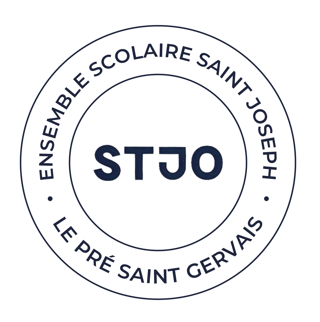 ENSEMBLE SCOLAIRE SAINT JOSEPH
STJO
• LE PRÉ SAINT GERVAIS •